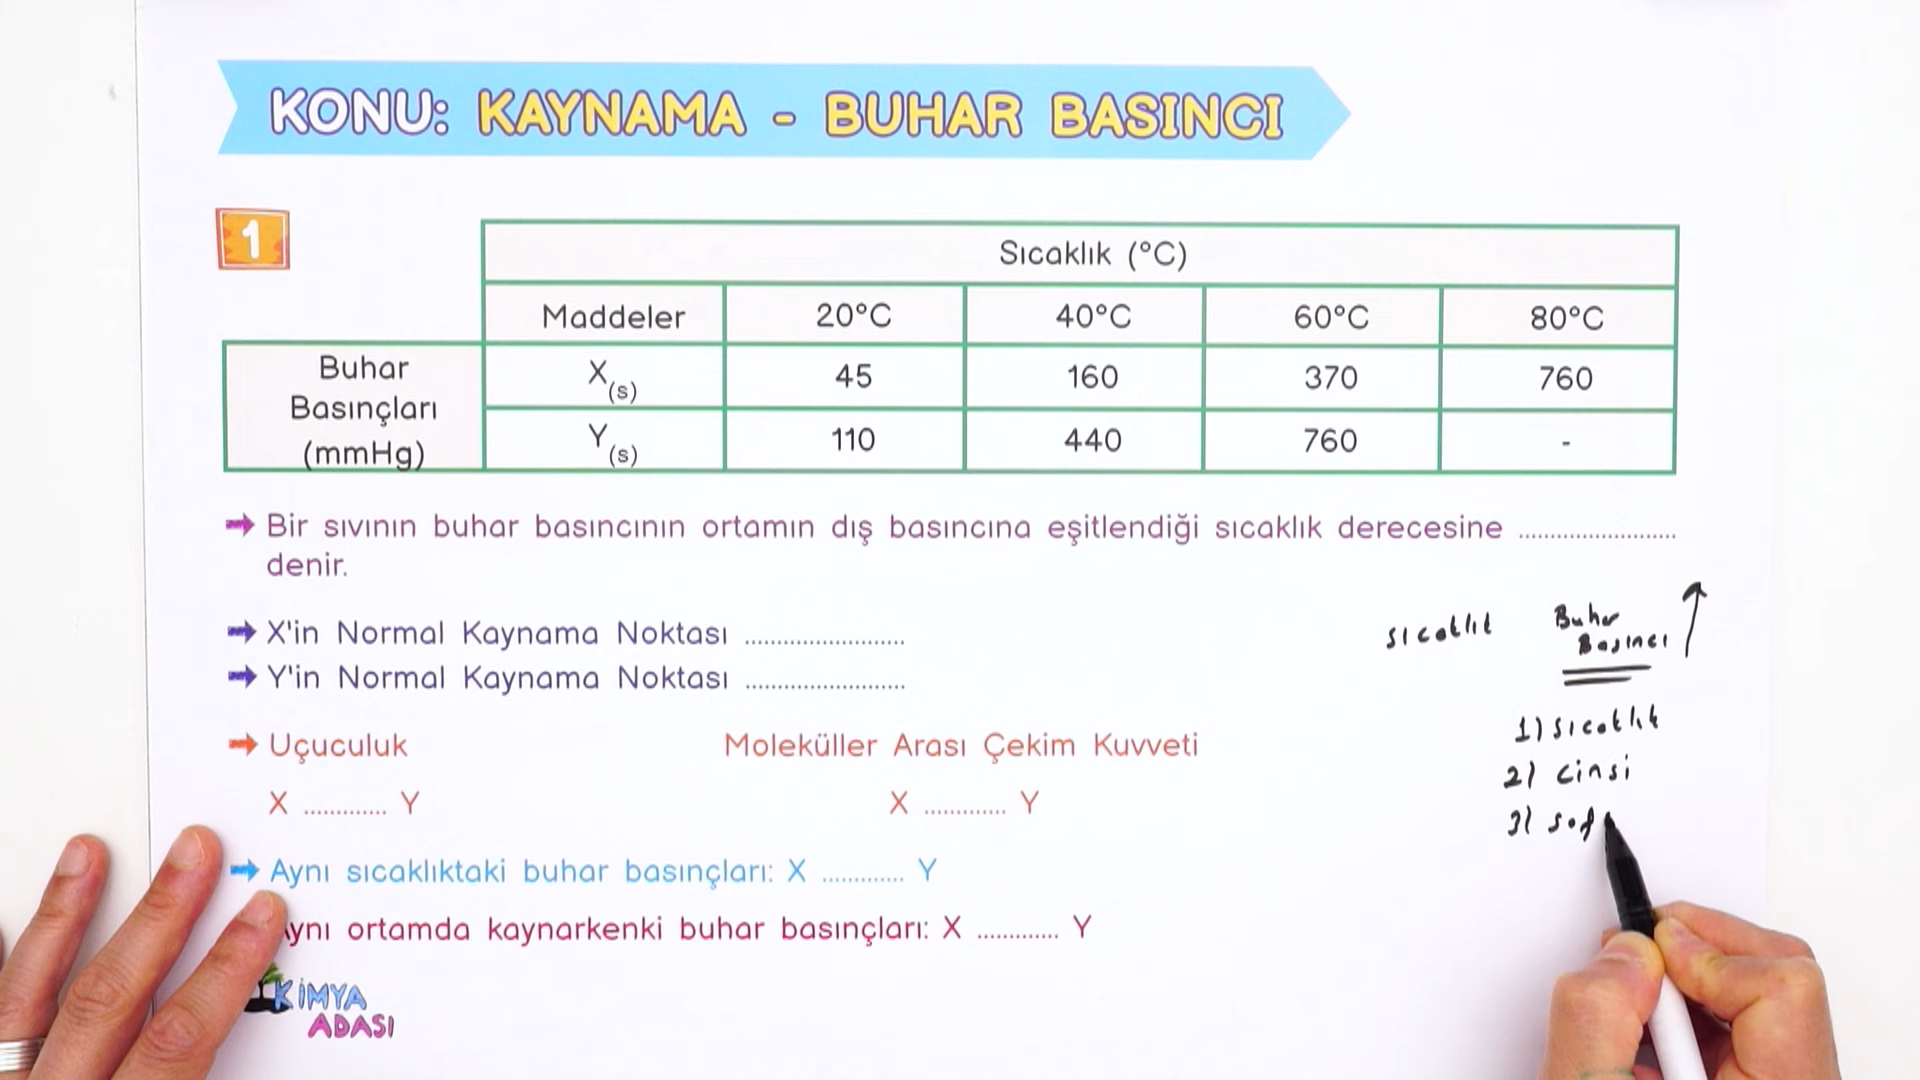 KONU: KAYNAMA - BUHAR BASINCI
1
Sıcaklık (°C)
Maddeler 20°C 40°C 60°C 80°C
Buhar Basınçları (mmHg)
X(s) 45 160 370 760
Y(s) 110 440 760 -
Bir sıvının buhar basıncının ortamın dış basıncına eşitlendiği sıcaklık derecesine ........................
denir.
X'in Normal Kaynama Noktası ........................
Y'in Normal Kaynama Noktası ........................
sıcaklık
Buhar
Basıncı
1) sıcaklık
2) cinsi
3) saf
Uçuculuk Moleküller Arası Çekim Kuvveti
X ............. Y X ............. Y
Aynı sıcaklıktaki buhar basınçları: X ............. Y
ynı ortamda kaynarkenki buhar basınçları: X ............. Y
KİMYA
ADASI